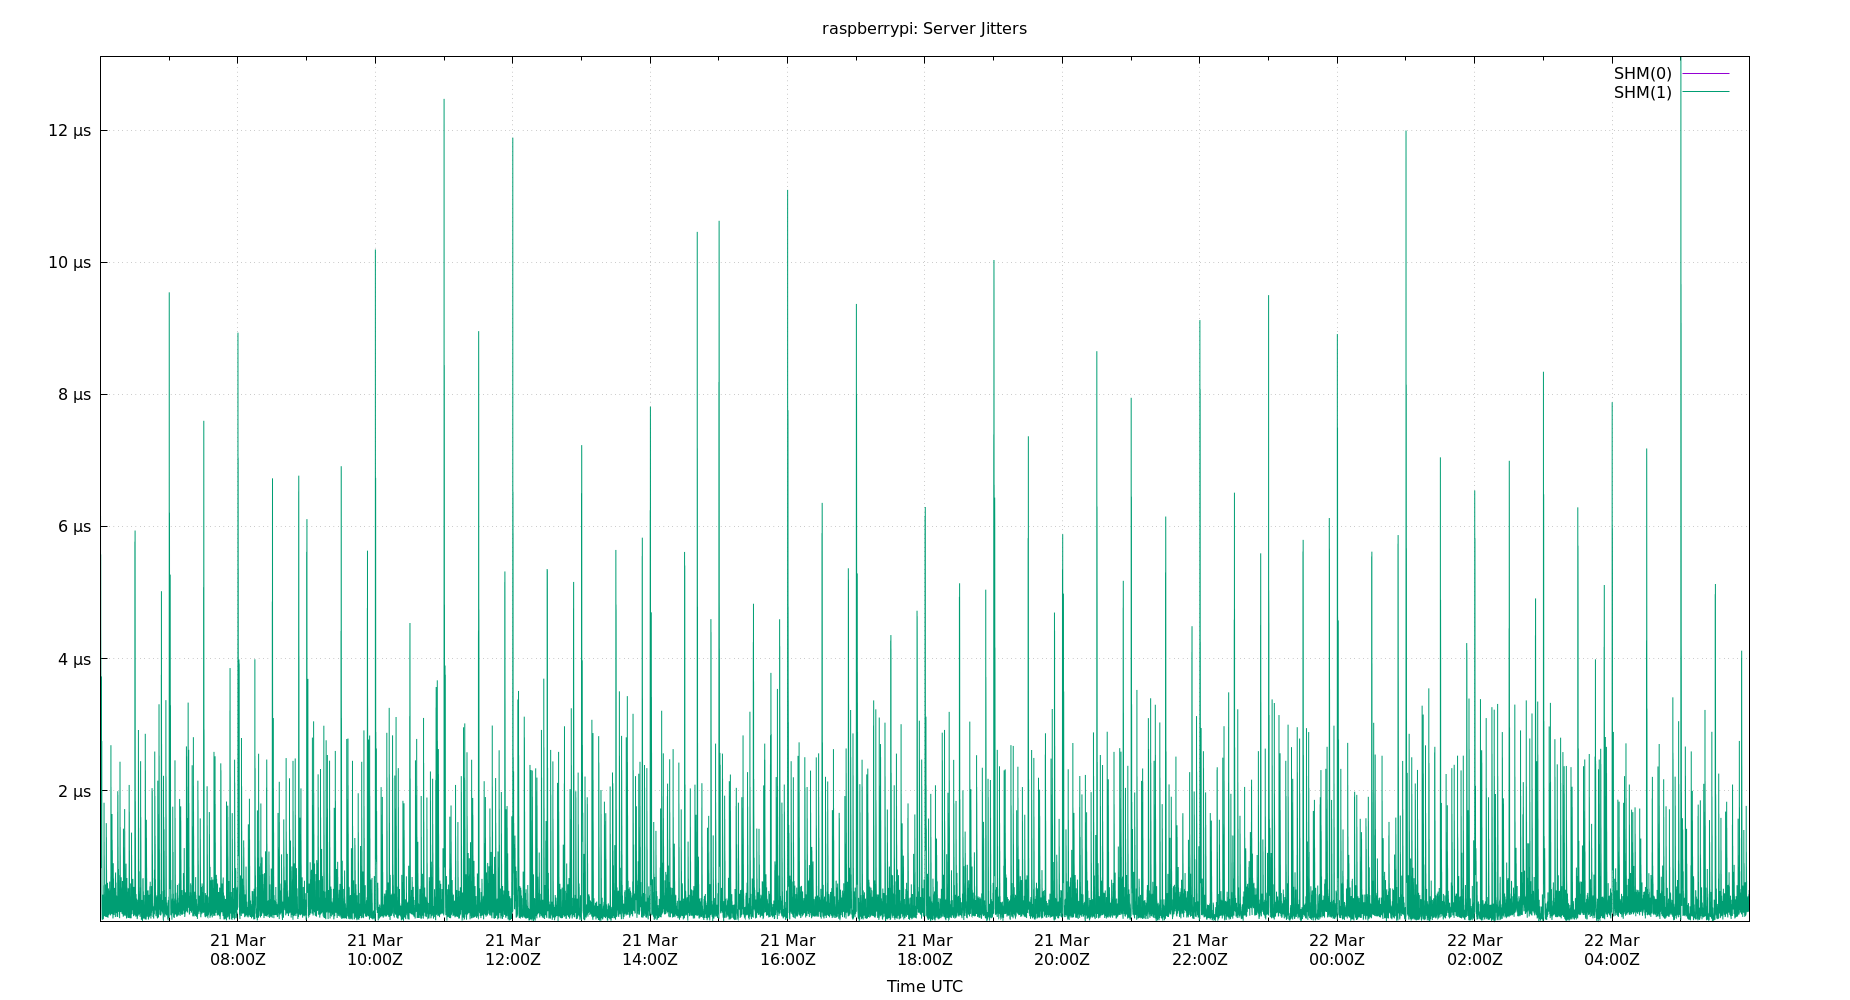 raspberrypi: Server Jitters
SHM(0)
SHM(1)
12 µs
10 µs
8 µs
6 µs
4 µs
2 µs
21 Mar 21 Mar 21 Mar 21 Mar 21 Mar 21 Mar 21 Mar 21 Mar 22 Mar 22 Mar 22 Mar
08:00Z 10:00Z 12:00Z 14:00Z 16:00Z 18:00Z 20:00Z 22:00Z 00:00Z 02:00Z 04:00Z
Time UTC